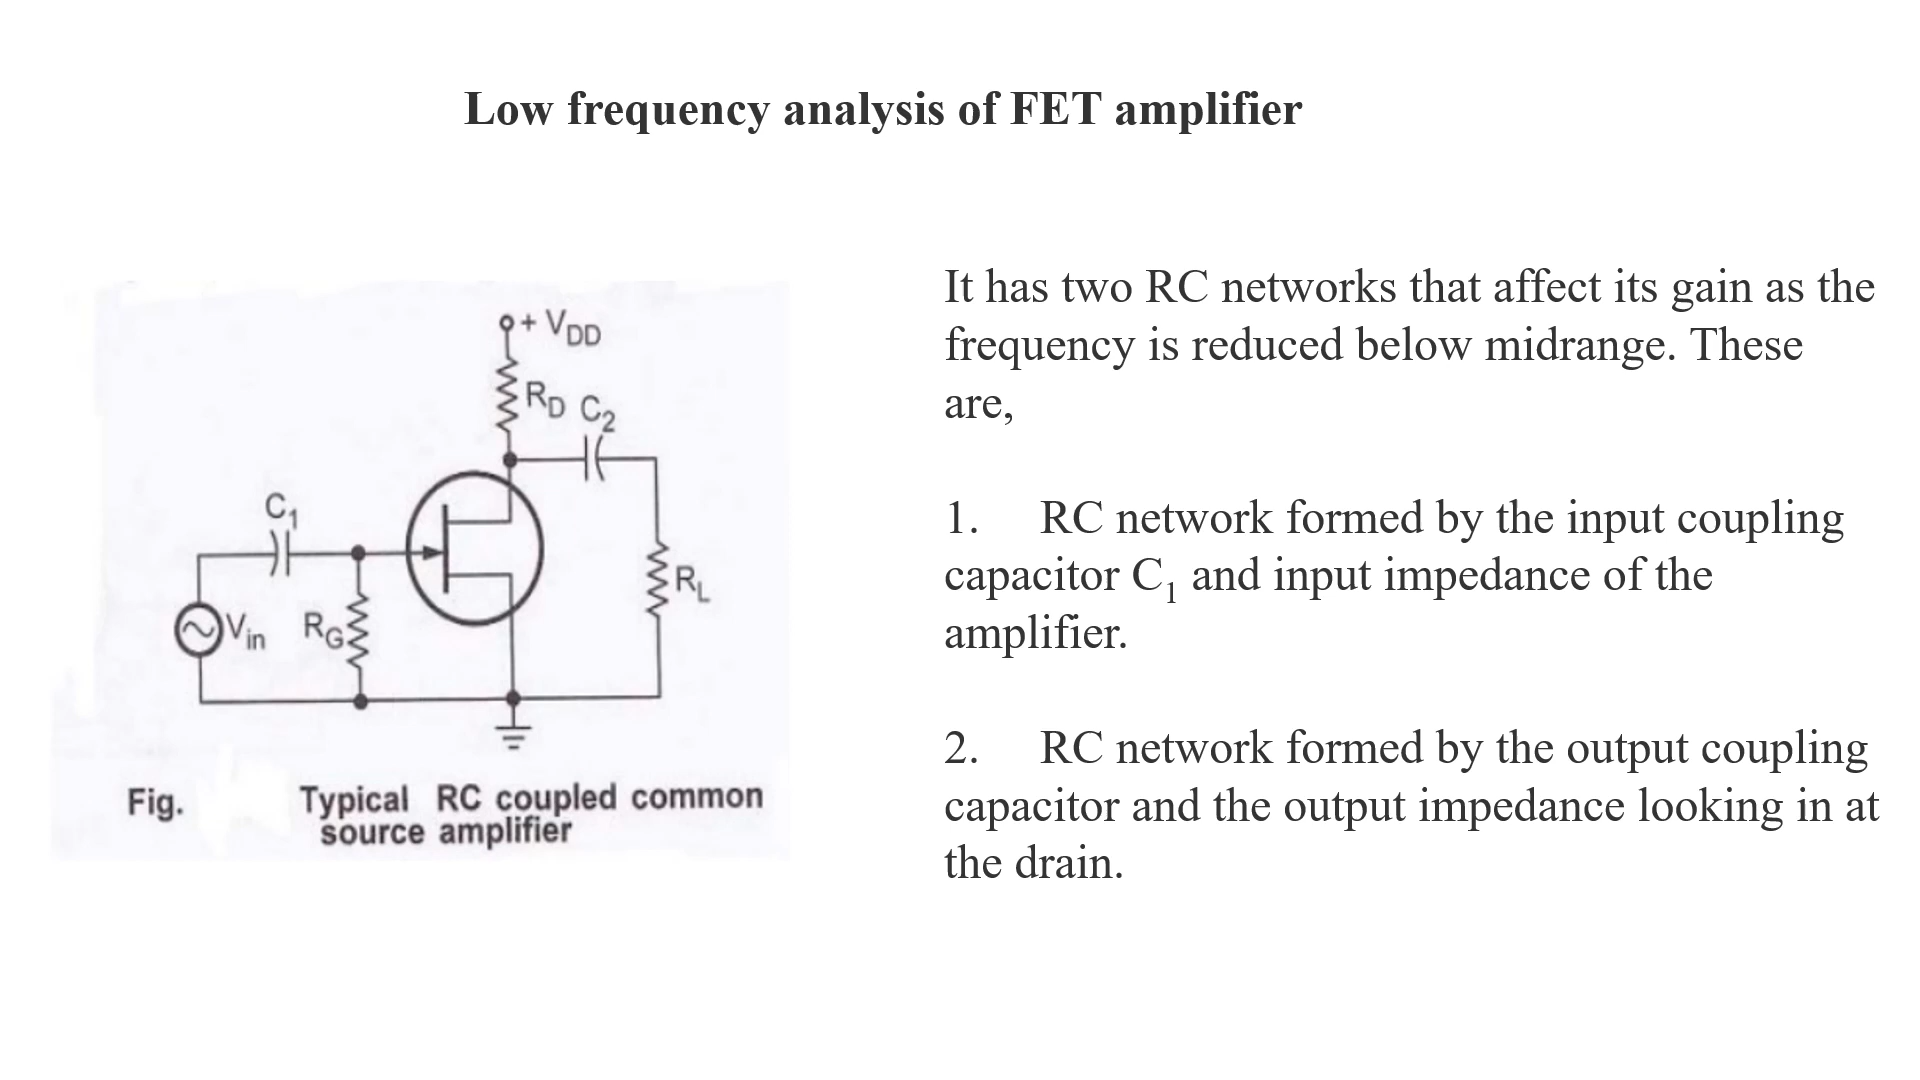 Low frequency analysis of FET amplifier
+ VDD
RD C2
C1
Vin RG
RL
Fig. Typical RC coupled common
source amplifier
It has two RC networks that affect its gain as the
frequency is reduced below midrange. These
are,
1. RC network formed by the input coupling
capacitor C1 and input impedance of the
amplifier.
2. RC network formed by the output coupling
capacitor and the output impedance looking in at
the drain.